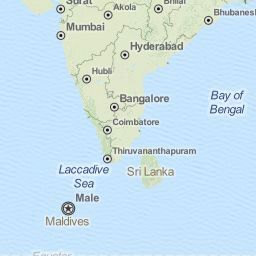 Surat
Akola
Bhilai
Bhubanesh
Mumbai
Hyderabad
Hubli
Bangalore
Bay of
Bengal
Coimbatore
Thiruvananthapuram
Laccadive
Sea
Sri Lanka
Male
Maldives
Equator